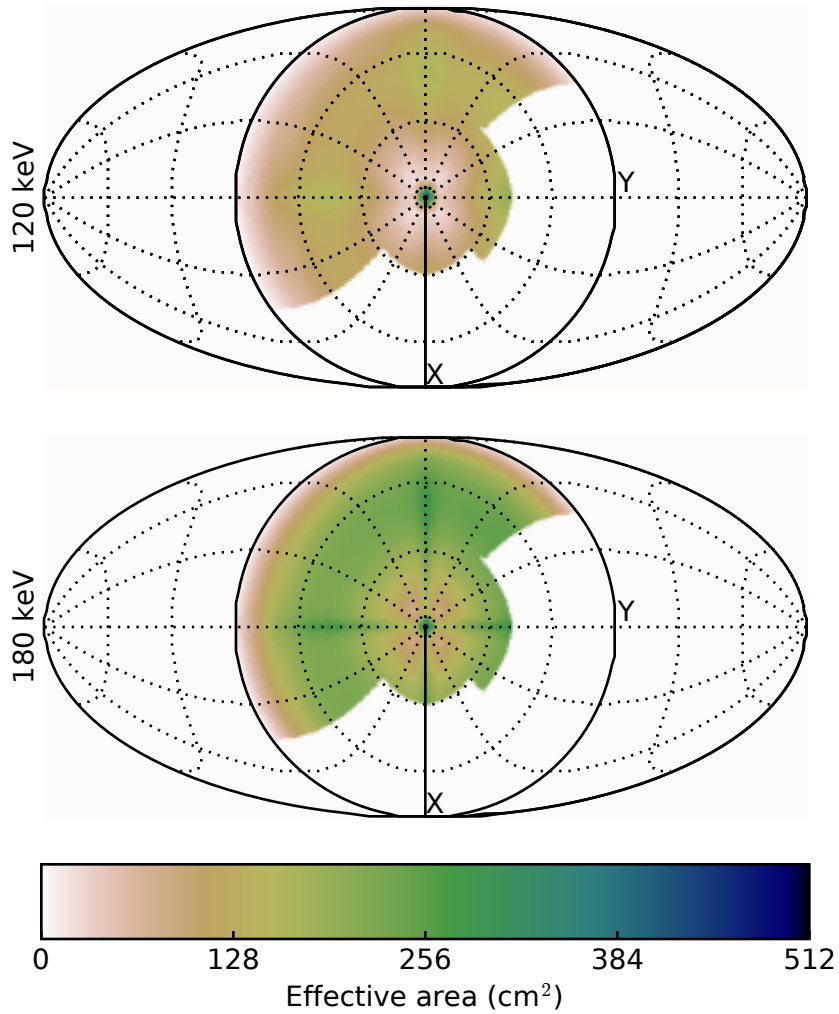 120 keV
Y
X
180 keV
Y
X
0 128 256 384 512
Effective area (cm²)